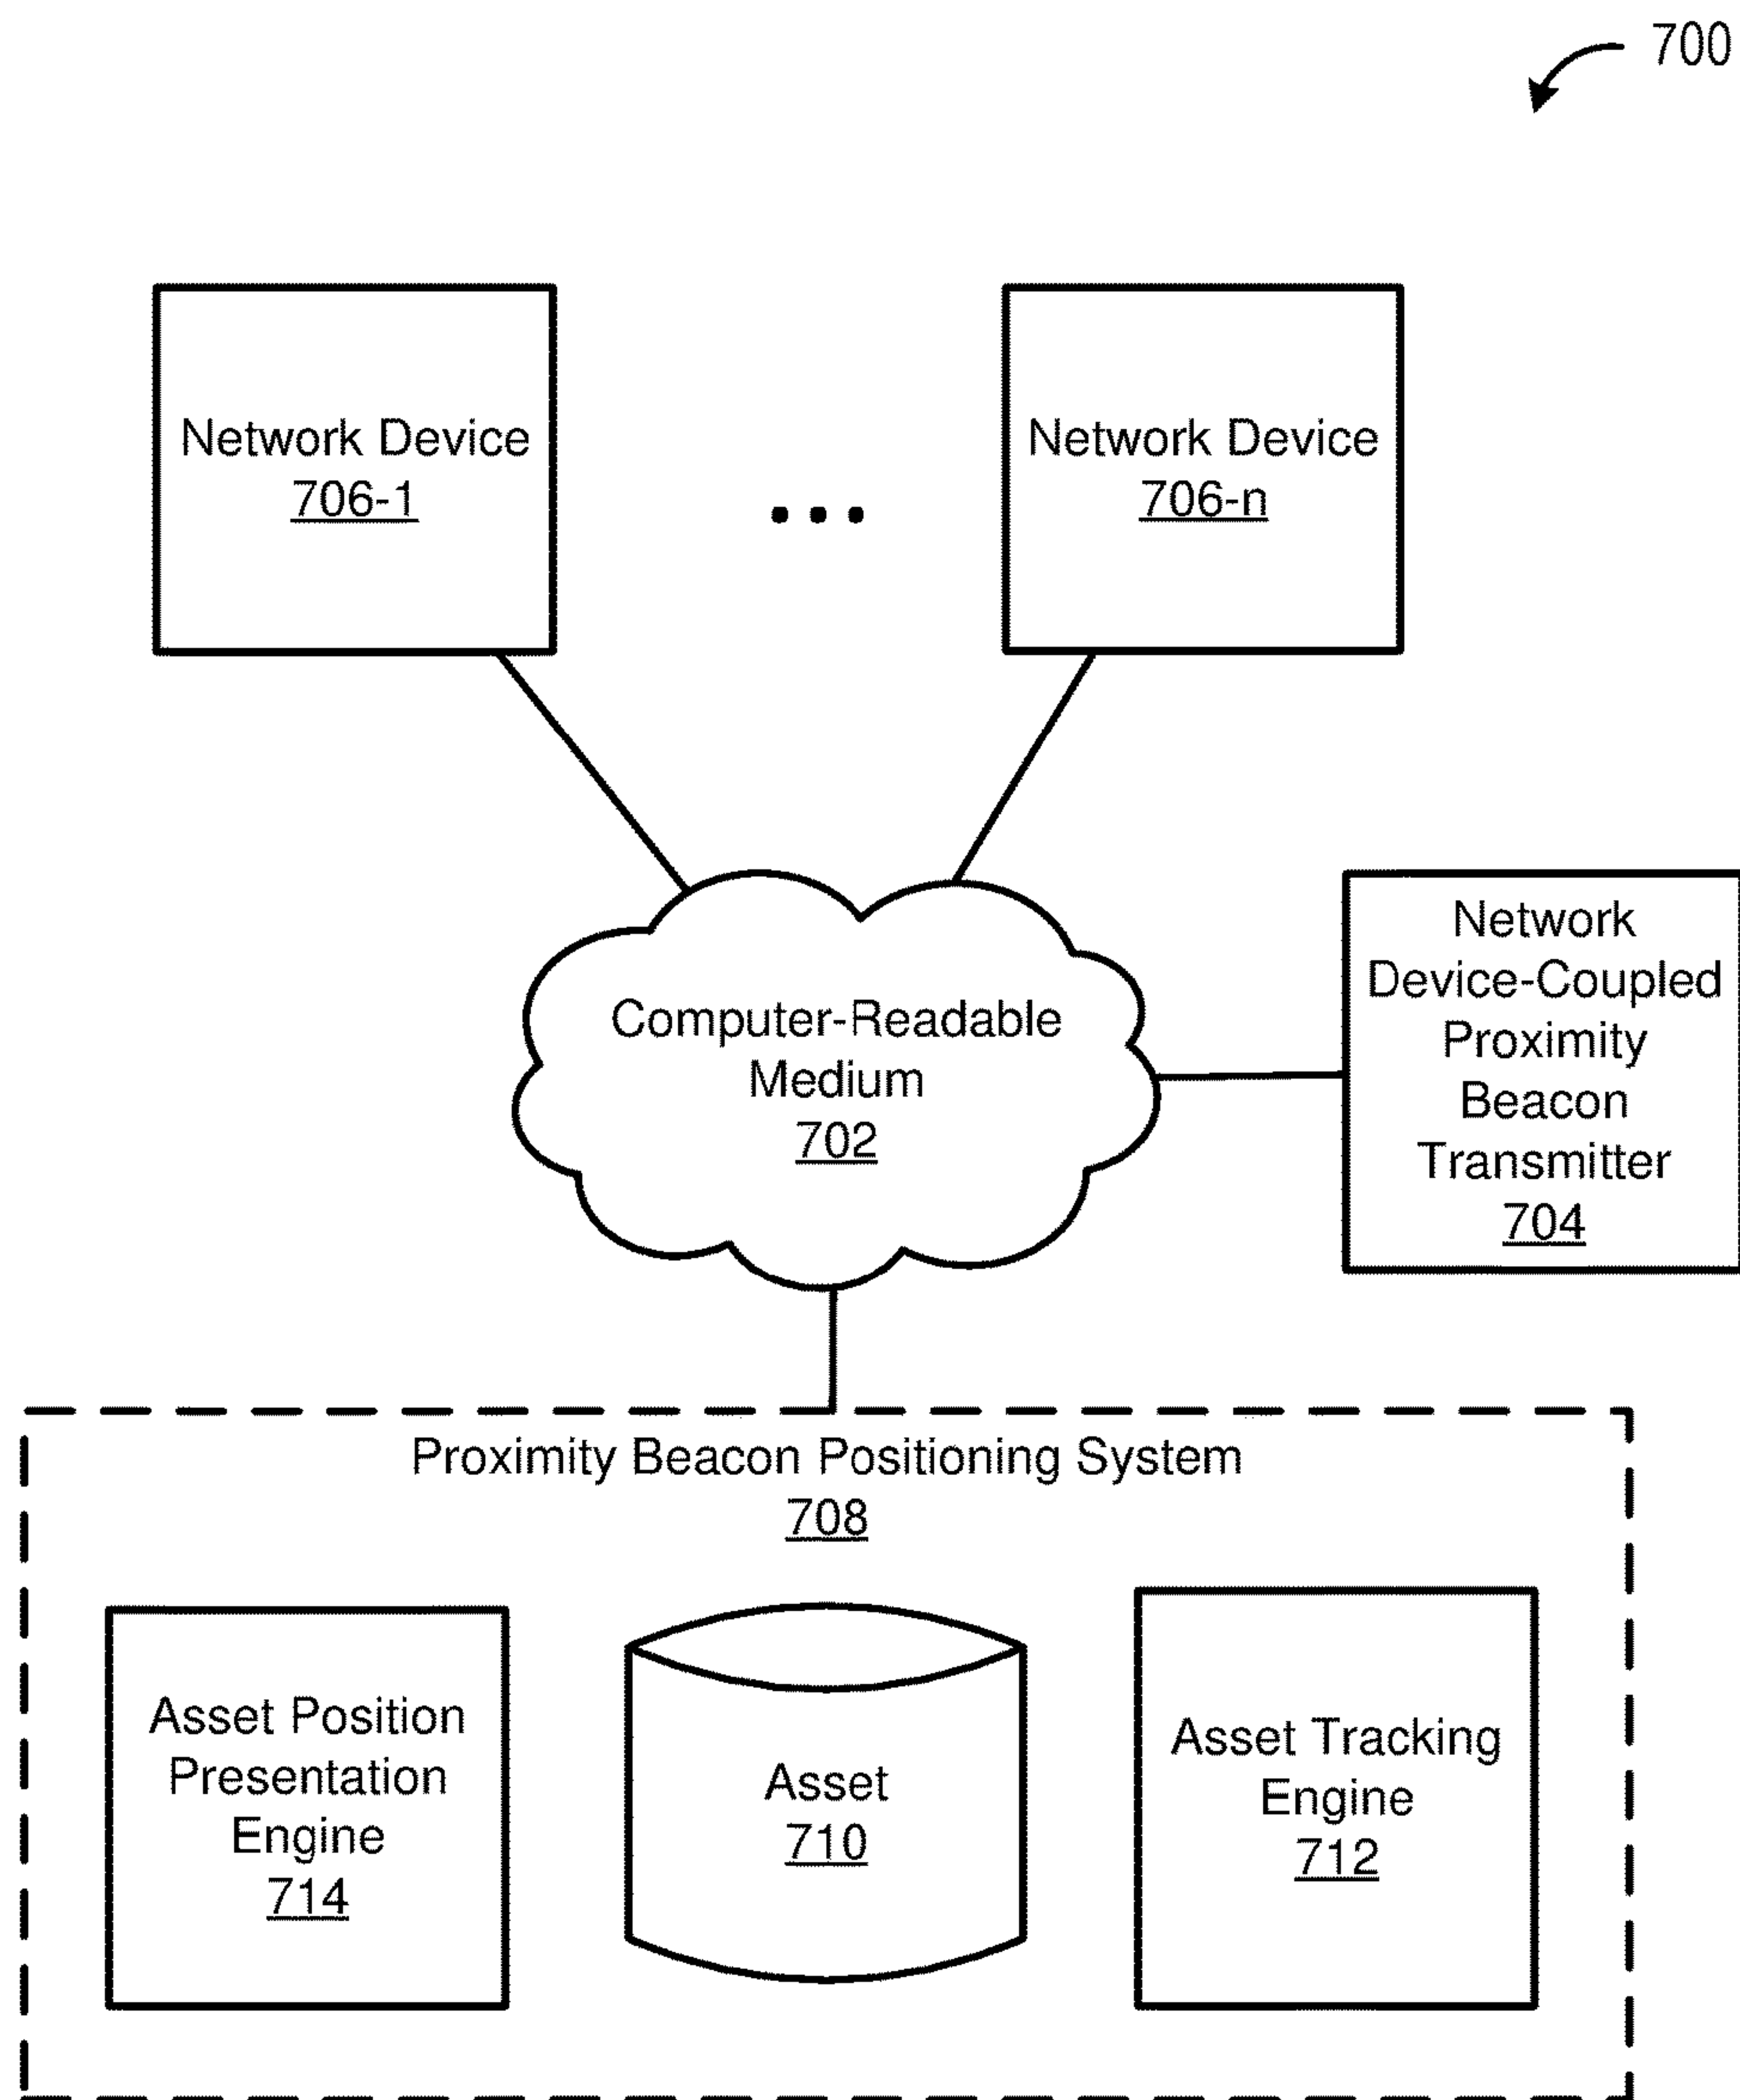 700
Network Device
706-1
...
Network Device
706-n
Computer-Readable
Medium
702
Network
Device-Coupled
Proximity
Beacon
Transmitter
704
Proximity Beacon Positioning System
708
Asset Position
Presentation
Engine
714
Asset
710
Asset Tracking
Engine
712